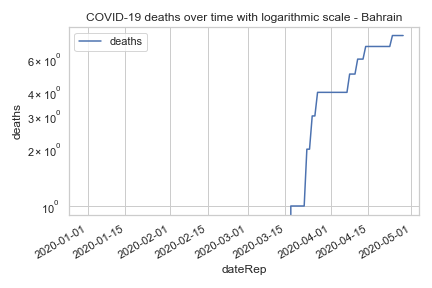 COVID-19 deaths over time with logarithmic scale - Bahrain
deaths
6 × 10⁰
4 × 10⁰
3 × 10⁰
2 × 10⁰
10⁰
deaths
2020-01-01
2020-01-15
2020-02-01
2020-02-15
2020-03-01
2020-03-15
2020-04-01
2020-04-15
2020-05-01
dateRep